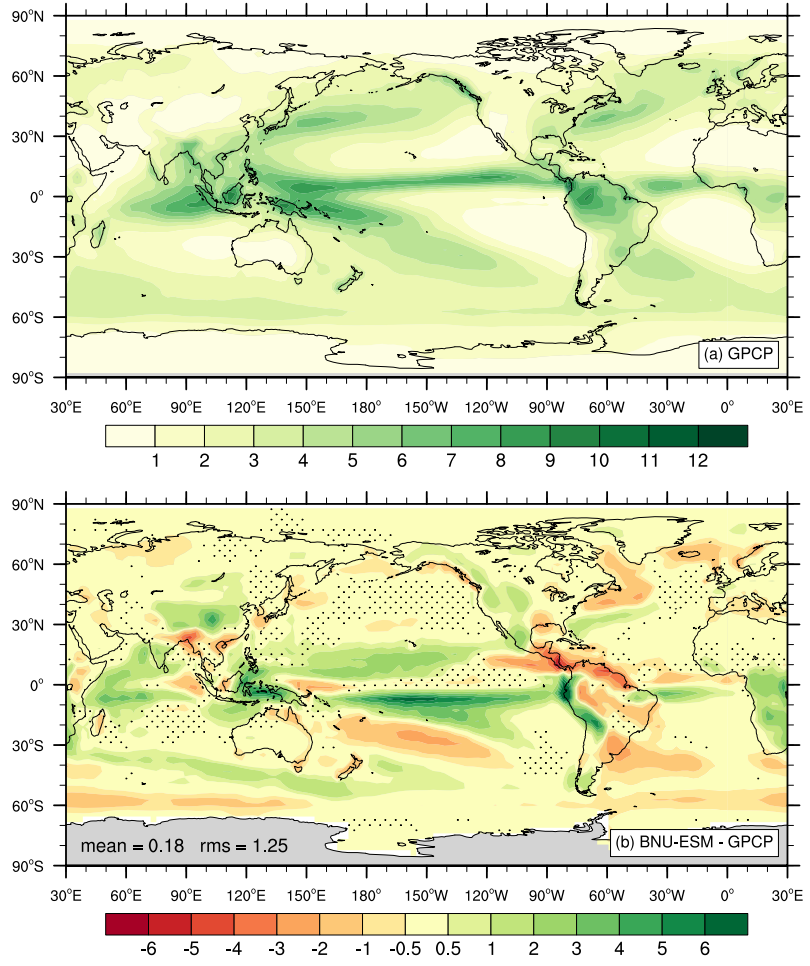 90°N
60°N
30°N
0°
30°S
60°S
90°S
30°E 60°E 90°E 120°E 150°E 180° 150°W 120°W 90°W 60°W 30°W 0° 30°E
(a) GPCP
1 2 3 4 5 6 7 8 9 10 11 12
90°N
60°N
30°N
0°
30°S
60°S
90°S
mean = 0.18 rms = 1.25
(b) BNU-ESM - GPCP
30°E 60°E 90°E 120°E 150°E 180° 150°W 120°W 90°W 60°W 30°W 0° 30°E
-6 -5 -4 -3 -2 -1 -0.5 0.5 1 2 3 4 5 6